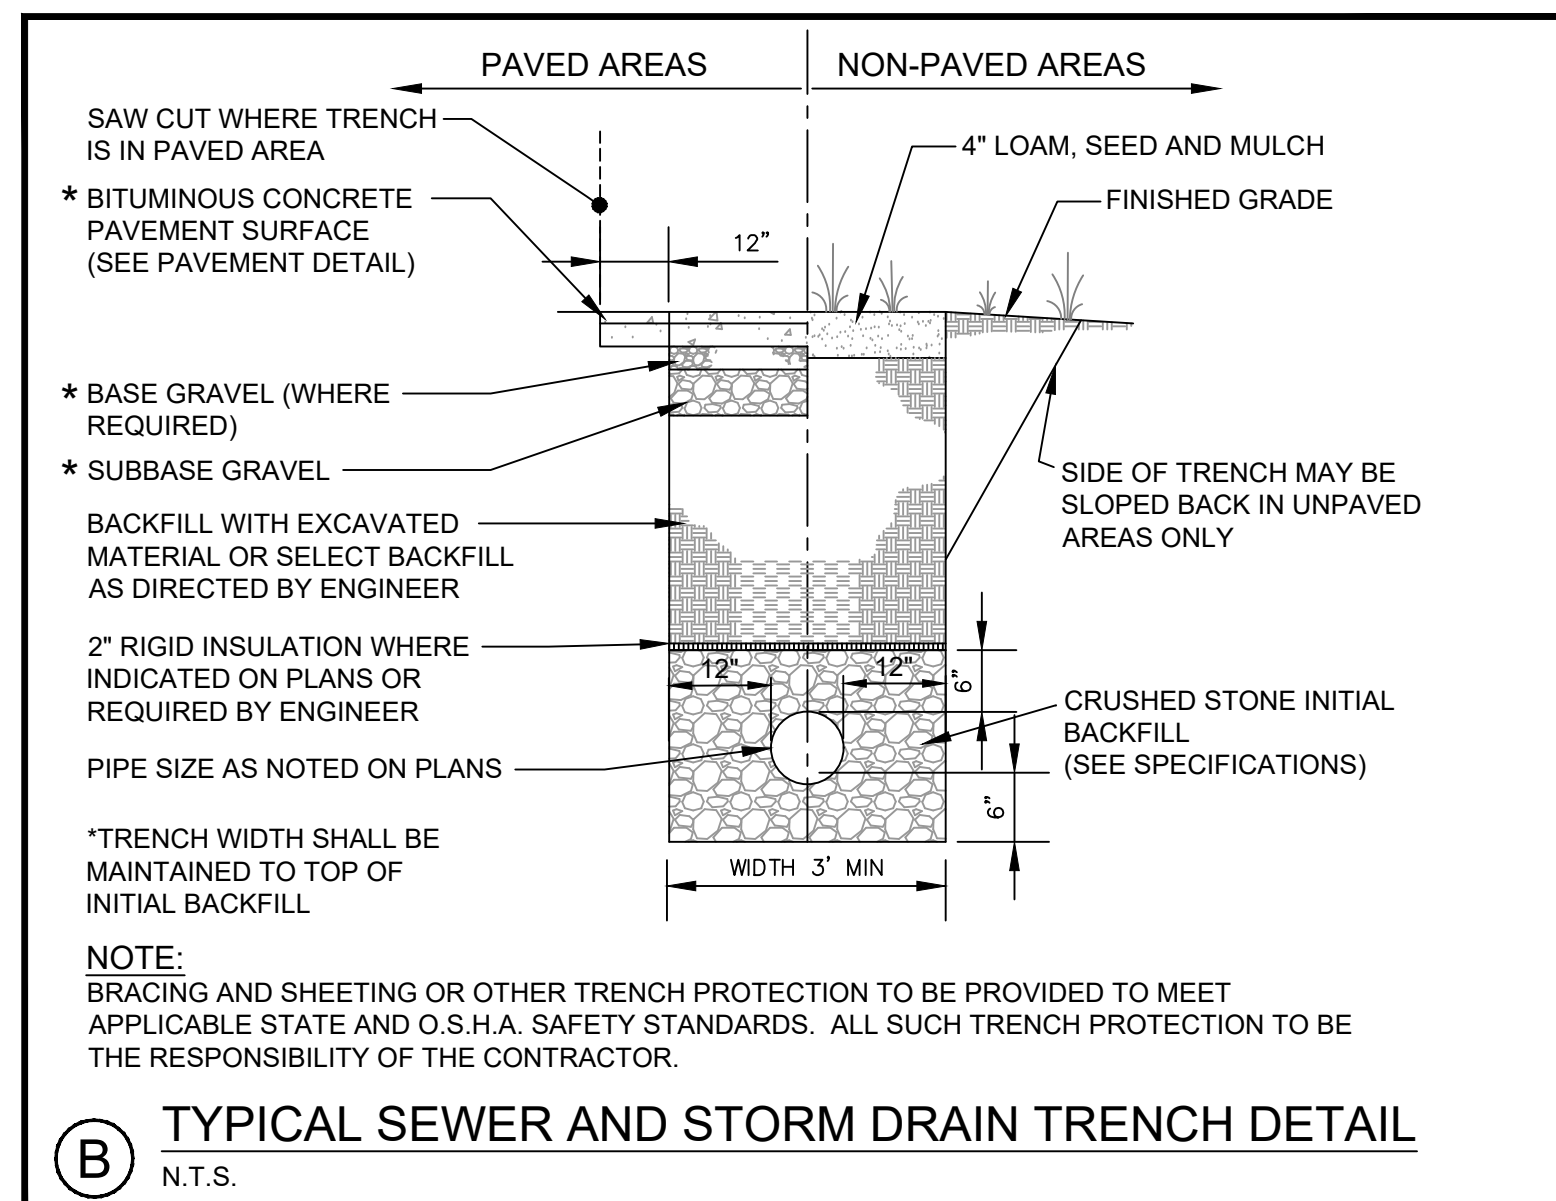 PAVED AREAS
NON-PAVED AREAS
SAW CUT WHERE TRENCH
IS IN PAVED AREA
* BITUMINOUS CONCRETE
PAVEMENT SURFACE
(SEE PAVEMENT DETAIL)
12"
4" LOAM, SEED AND MULCH
FINISHED GRADE
* BASE GRAVEL (WHERE
REQUIRED)
* SUBBASE GRAVEL
SIDE OF TRENCH MAY BE
SLOPED BACK IN UNPAVED
AREAS ONLY
BACKFILL WITH EXCAVATED
MATERIAL OR SELECT BACKFILL
AS DIRECTED BY ENGINEER
2" RIGID INSULATION WHERE
INDICATED ON PLANS OR
REQUIRED BY ENGINEER
12"
12"
6"
CRUSHED STONE INITIAL
BACKFILL
(SEE SPECIFICATIONS)
PIPE SIZE AS NOTED ON PLANS
6"
*TRENCH WIDTH SHALL BE
MAINTAINED TO TOP OF
INITIAL BACKFILL
WIDTH 3' MIN
NOTE:
BRACING AND SHEETING OR OTHER TRENCH PROTECTION TO BE PROVIDED TO MEET
APPLICABLE STATE AND O.S.H.A. SAFETY STANDARDS. ALL SUCH TRENCH PROTECTION TO BE
THE RESPONSIBILITY OF THE CONTRACTOR.
B
TYPICAL SEWER AND STORM DRAIN TRENCH DETAIL
N.T.S.